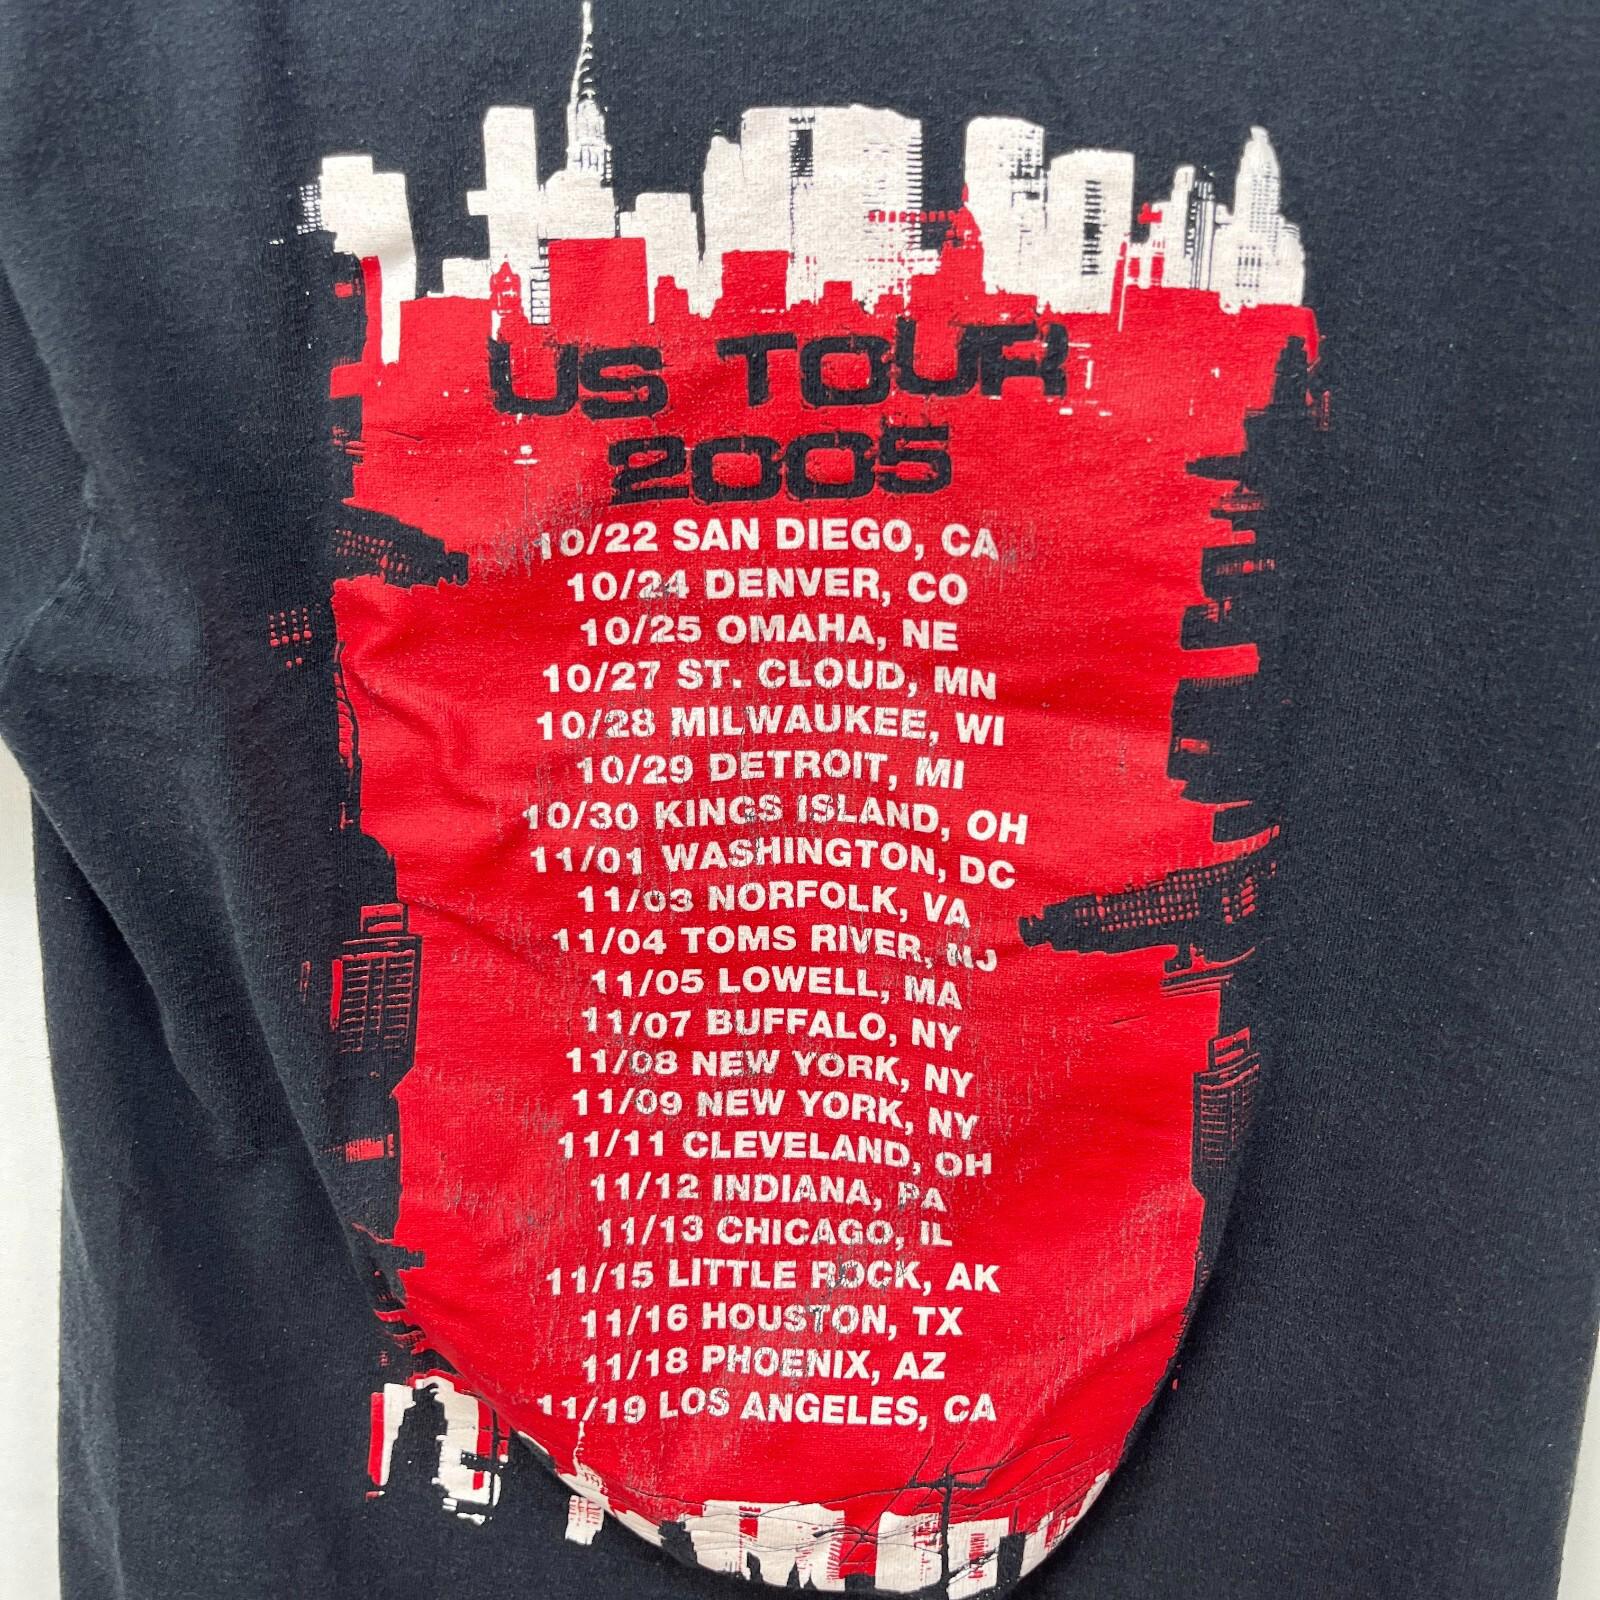 US TOUR
2005
10/22 SAN DIEGO, CA
10/24 DENVER, CO
10/25 OMAHA, NE
10/27 ST. CLOUD, MN
10/28 MILWAUKEE, WI
10/29 DETROIT, MI
10/30 KINGS ISLAND, OH
11/01 WASHINGTON, DC
11/03 NORFOLK, VA
11/04 TOMS RIVER, NJ
11/05 LOWELL, MA
11/07 BUFFALO, NY
11/08 NEW YORK, NY
11/09 NEW YORK, NY
11/11 CLEVELAND, OH
11/12 INDIANA, PA
11/13 CHICAGO, IL
11/15 LITTLE ROCK, AK
11/16 HOUSTON, TX
11/18 PHOENIX, AZ
11/19 LOS ANGELES, CA